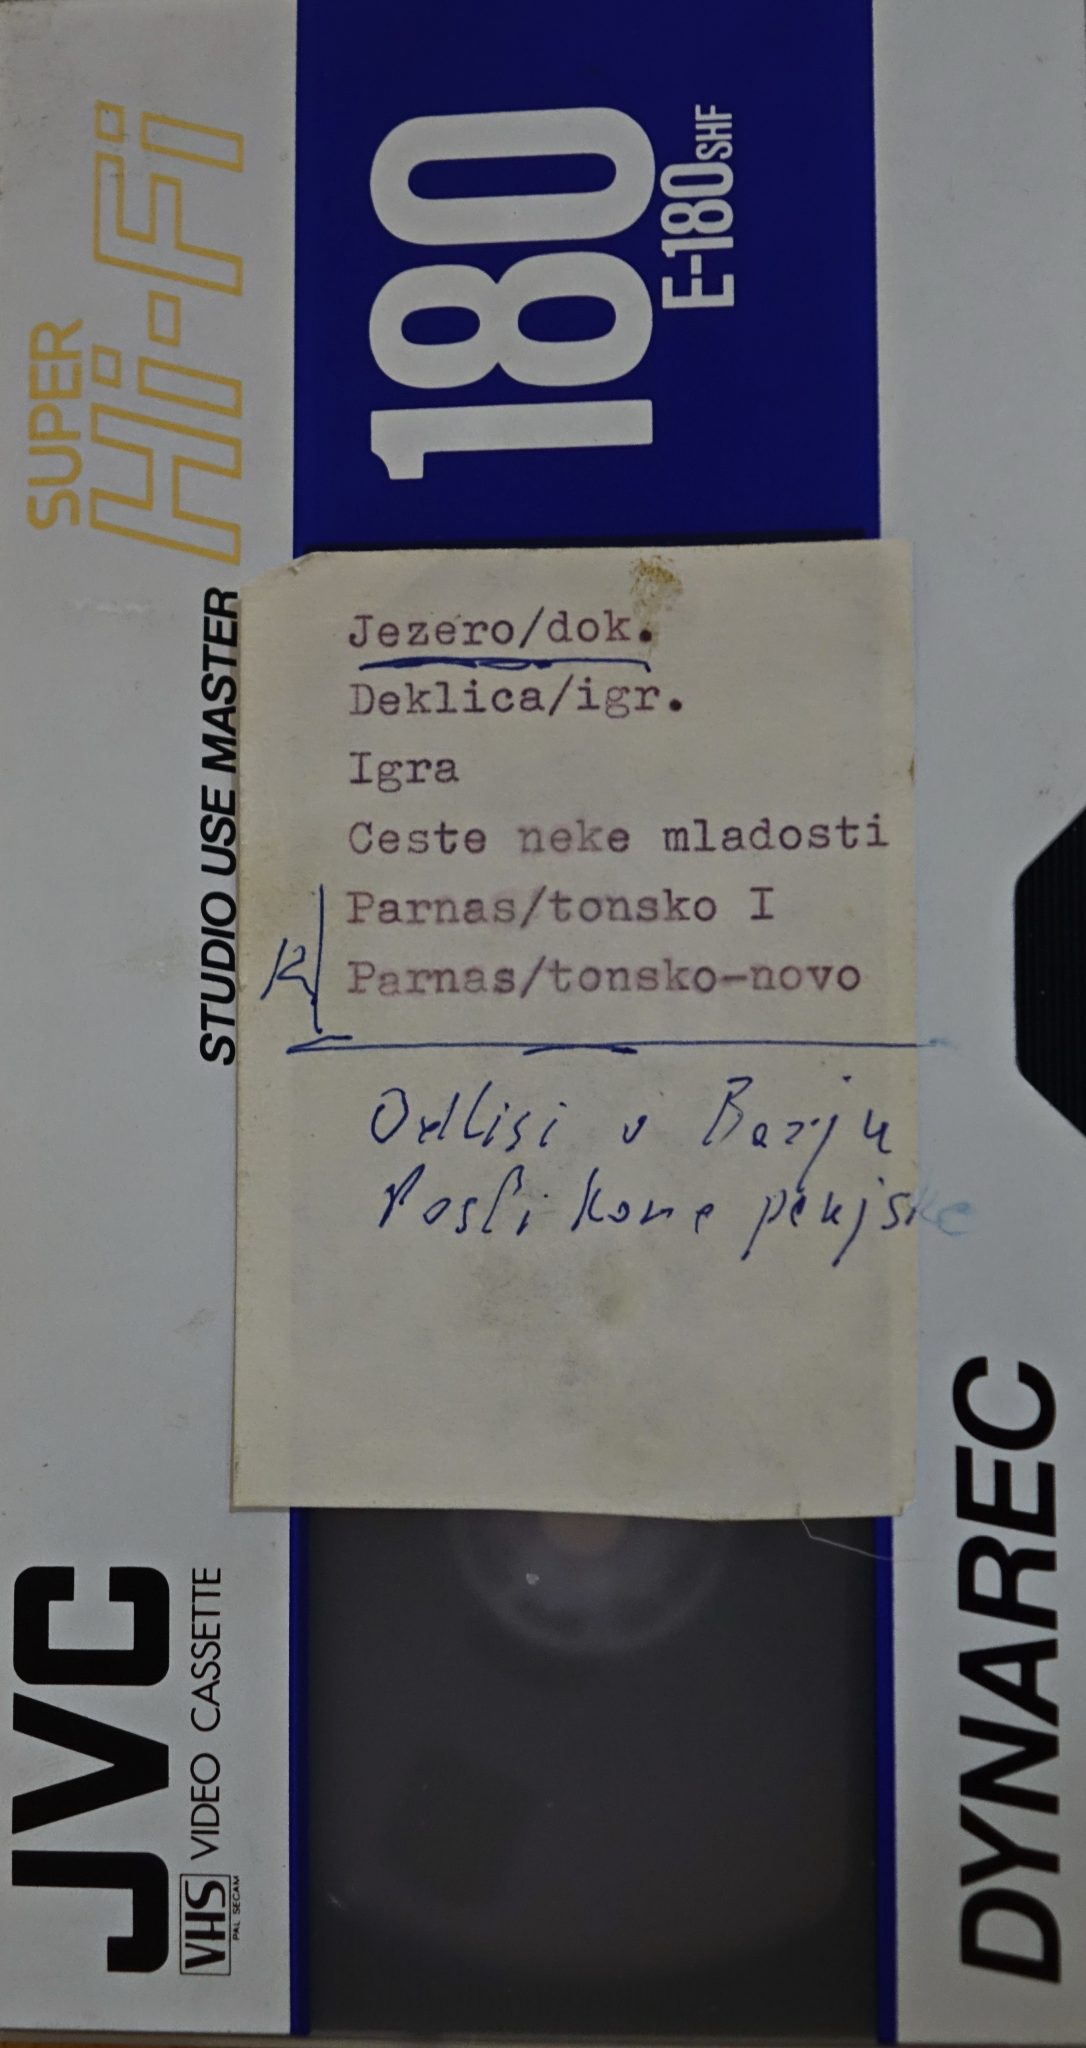 SUPER
Hi-Fi
180
E-180SHF
STUDIO USE MASTER
Jezero/dok.
Deklica/igr.
Igra
Ceste neke mladosti
Parnas/tonsko I
Parnas/tonsko-novo
v
JVC
VHS VIDEO CASSETTE
PAL SECAM
DYNAREC